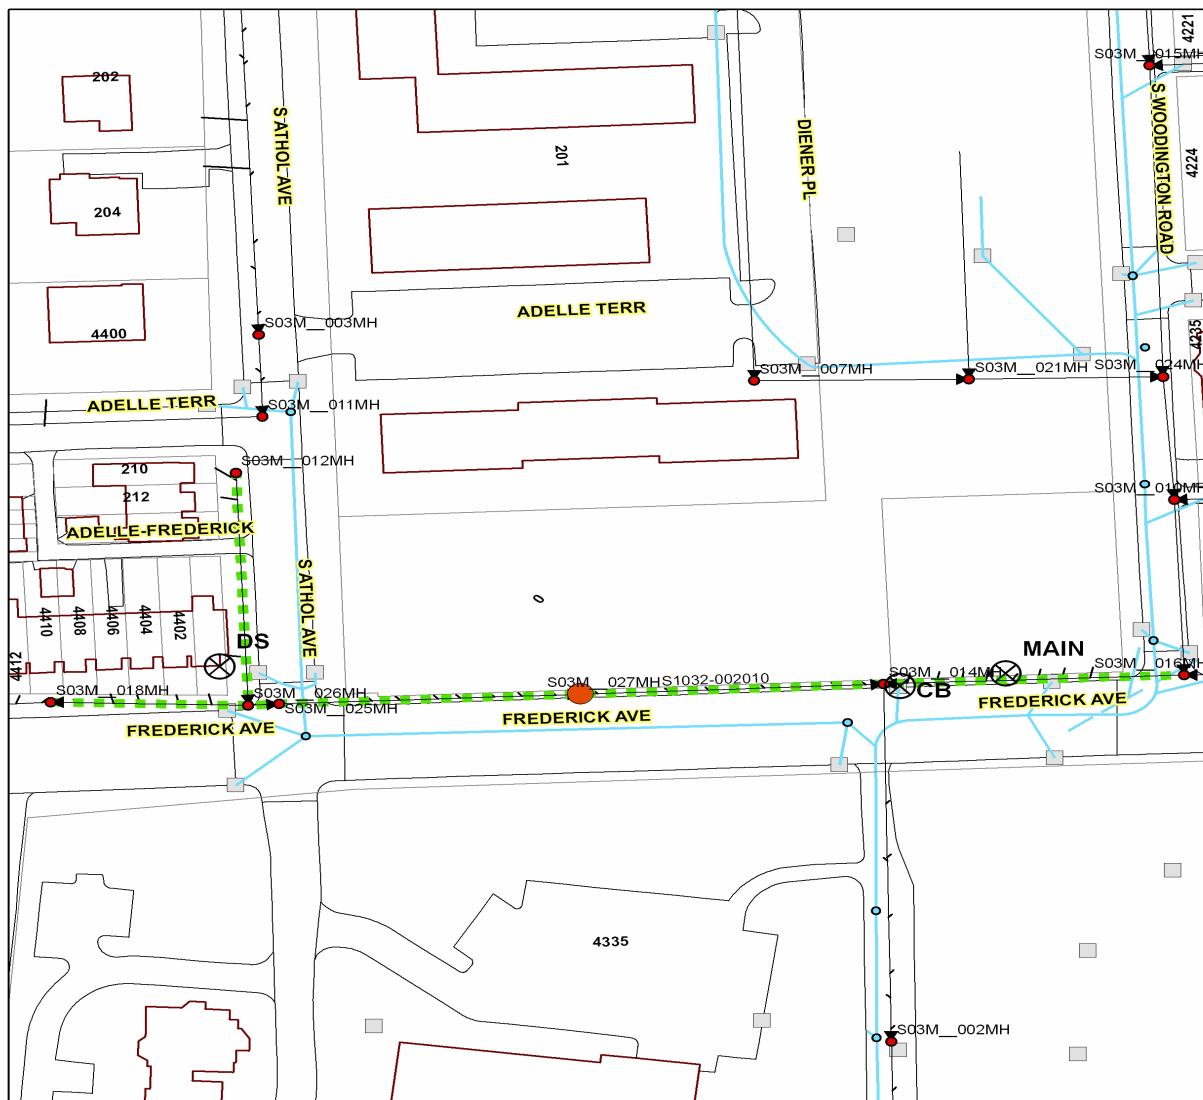 4221
S03M__015MH
202
S ATHOL AVE
201
DIENER PL
S WOODINGTON ROAD
4224
204
ADELLE TERR
S03M__003MH
4400
4235
S03M__007MH
S03M__021MH
S03M__024MH
ADELLE TERR
S03M__011MH
210
S03M__012MH
212
S03M__010MH
ADELLE-FREDERICK
S ATHOL AVE
0
4410
4408
4406
4404
4402
4412
DS
MAIN
S03M__018MH
S03M__026MH
S03M__025MH
S03M__027MH
S1032-002010
S03M__014MH
CB
S03M__016MH
FREDERICK AVE
FREDERICK AVE
FREDERICK AVE
4335
S03M__002MH